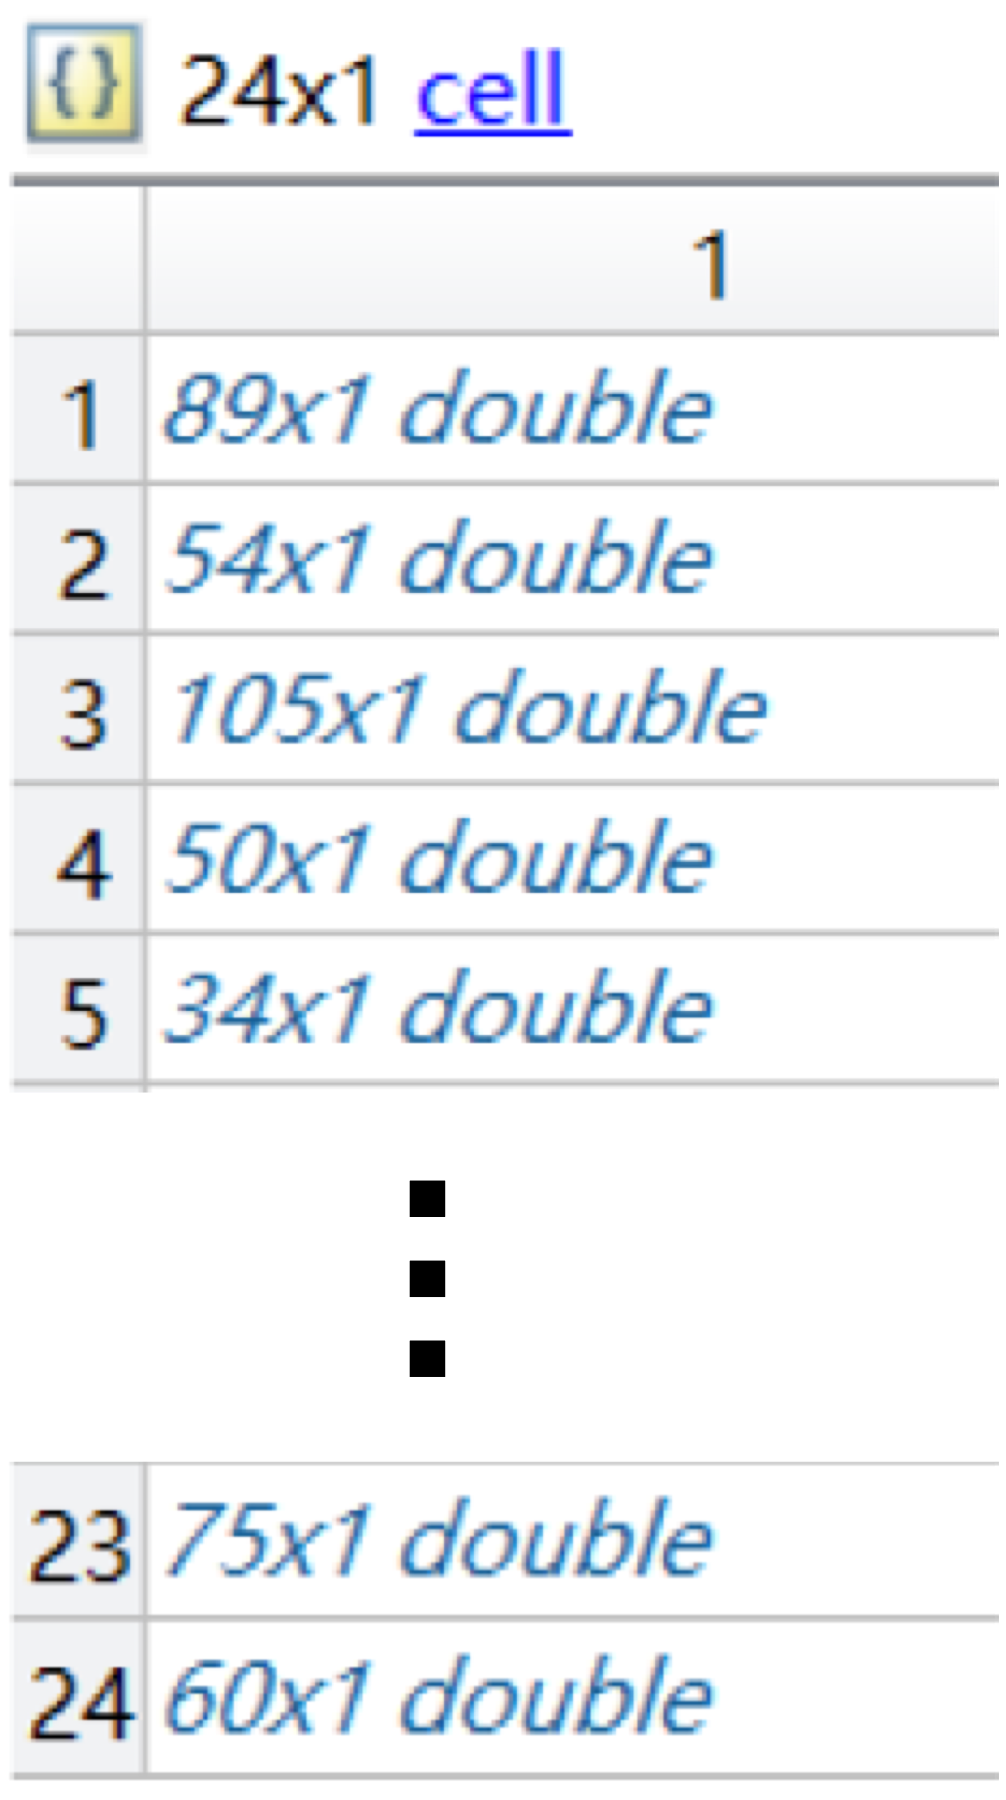 {} 24x1 cell
1
1 89x1 double
2 54x1 double
3 105x1 double
4 50x1 double
5 34x1 double
23 75x1 double
24 60x1 double